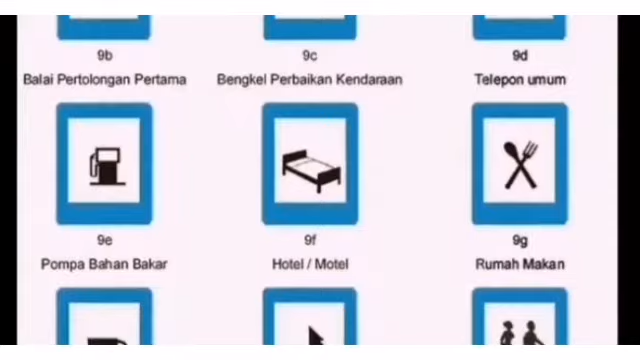 9b 9c 9d
Balai Pertolongan Pertama Bengkel Perbaikan Kendaraan Telepon umum
9e 9f 9g
Pompa Bahan Bakar Hotel / Motel Rumah Makan